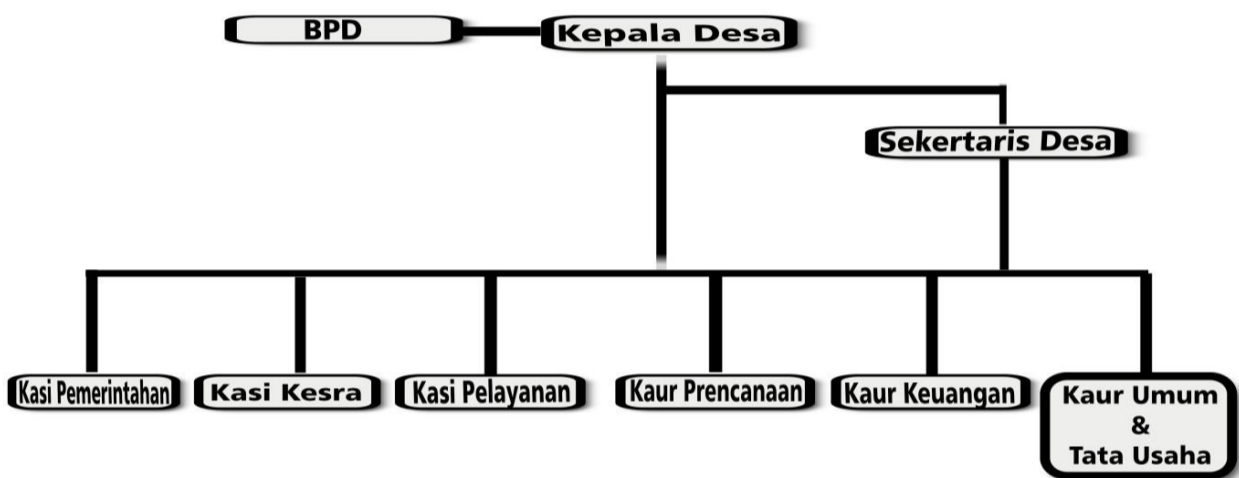 BPD
Kepala Desa
Sekertaris Desa
Kasi Pemerintahan
Kasi Kesra
Kasi Pelayanan
Kaur Prencanaan
Kaur Keuangan
Kaur Umum
&
Tata Usaha